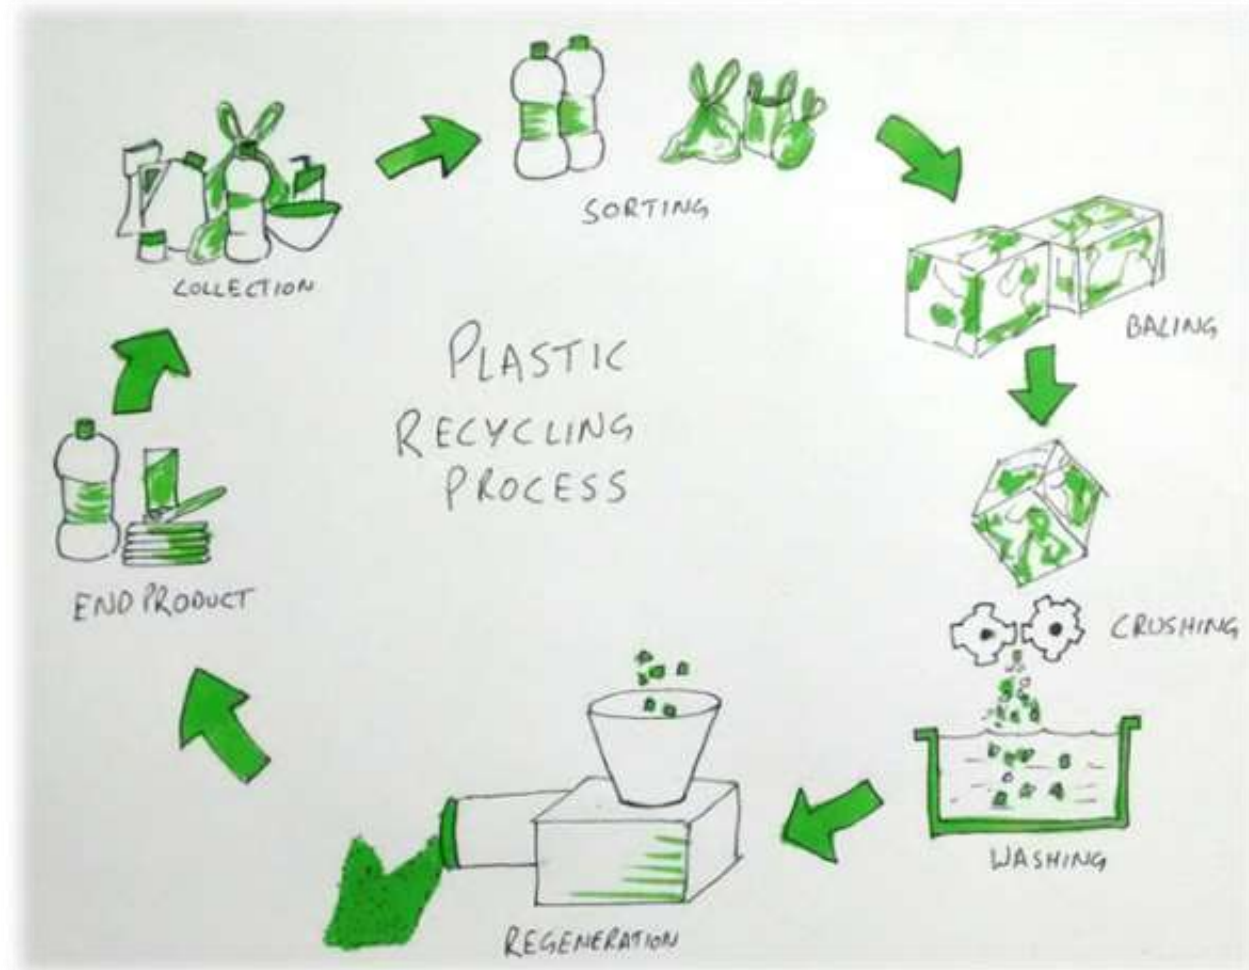 SORTING
COLLECTION
BALING
PLASTIC
RECYCLING
PROCESS
END PRODUCT
CRUSHING
WASHING
REGENERATION